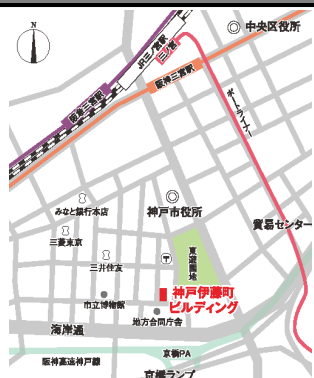 N
中央区役所
JR三ノ宮駅
三ノ宮
阪急三宮駅
阪神三宮駅
ポートライナー
みなと銀行本店
神戸市役所
貿易センター
三菱東京
三井住友
〒
東遊園地
市立博物館
神戸伊藤町
ビルディング
地方合同庁舎
海岸通
京橋PA
阪神高速神戸線
京橋ランプ